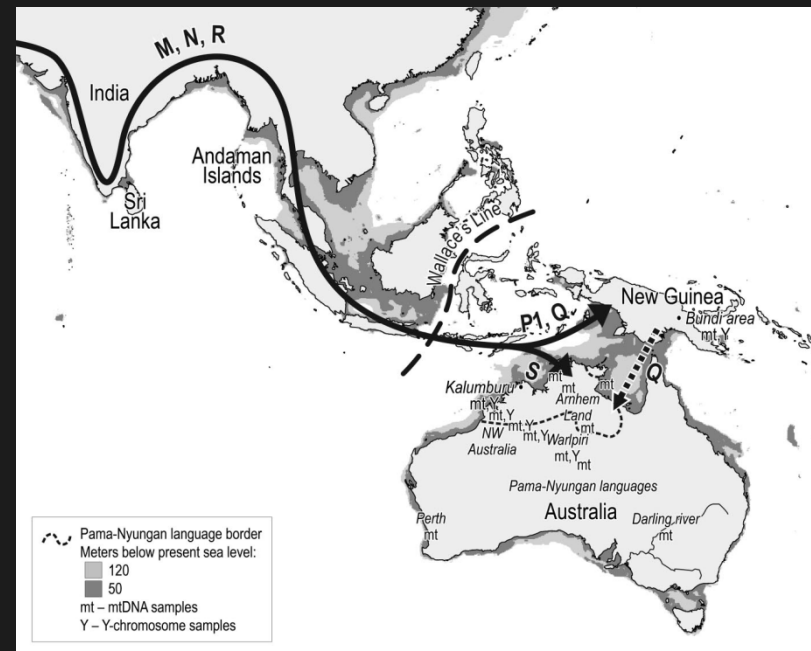 M, N, R
India
Andaman
Islands
Sri
Lanka
Wallace's Line
New Guinea
P1, Q
Bundi area
mt,Y
S
Q
mt
mt
mt
Kalumburu
mt,Y
Arnhem
Land
mt
mt,Y
mt,Y
mt,Y
NW
Australia
Warlpiri
mt,Y
mt
Pama-Nyungan languages
Australia
Perth
mt
Darling river
mt
Pama-Nyungan language border
Meters below present sea level:
120
50
mt – mtDNA samples
Y – Y-chromosome samples